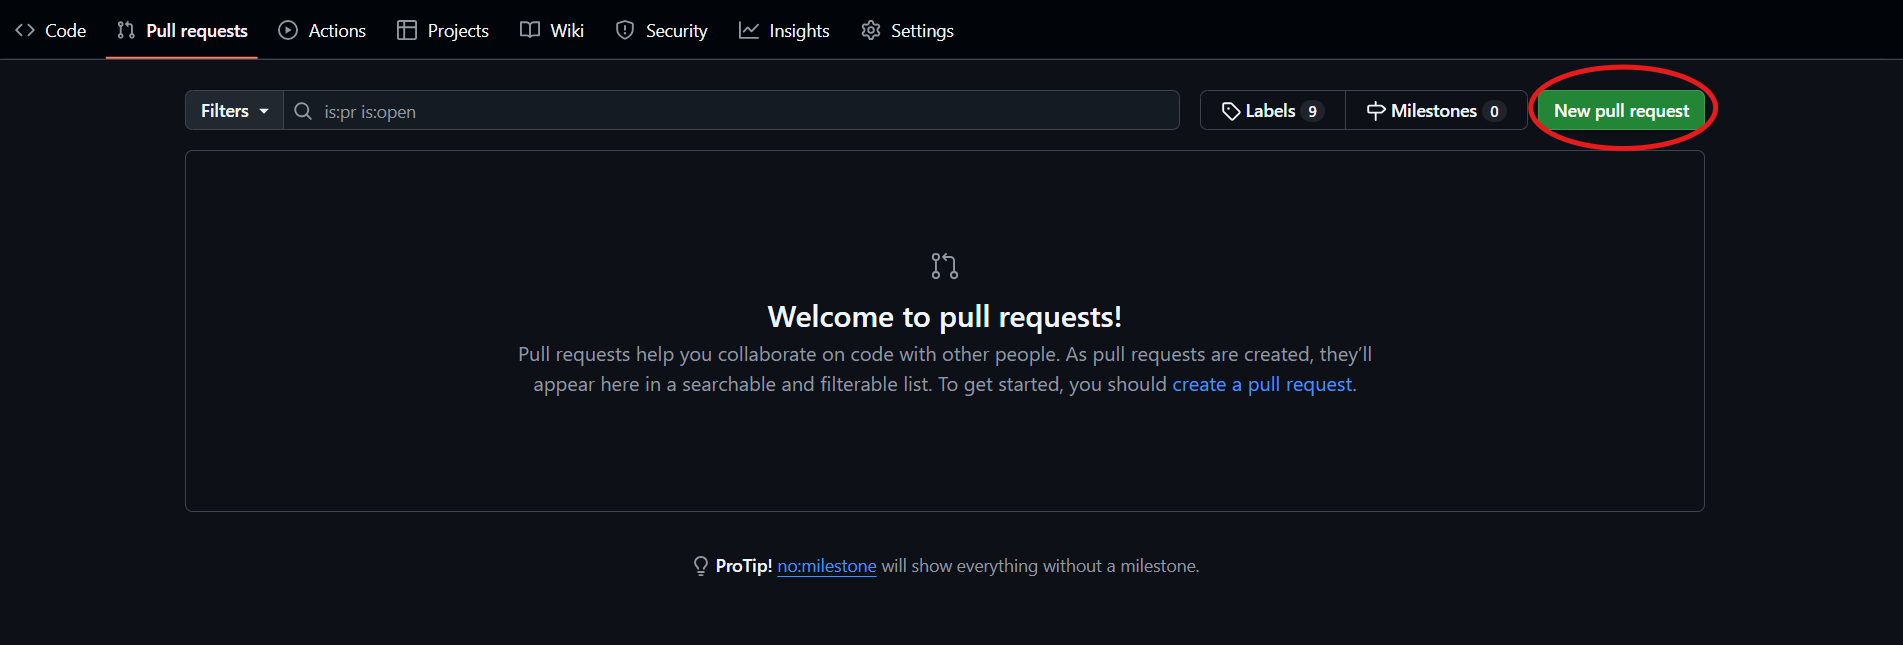 Code Pull requests Actions Projects Wiki Security Insights Settings
Filters is:pr is:open Labels 9 Milestones 0 New pull request
Welcome to pull requests!
Pull requests help you collaborate on code with other people. As pull requests are created, they’ll
appear here in a searchable and filterable list. To get started, you should create a pull request.
ProTip! no:milestone will show everything without a milestone.